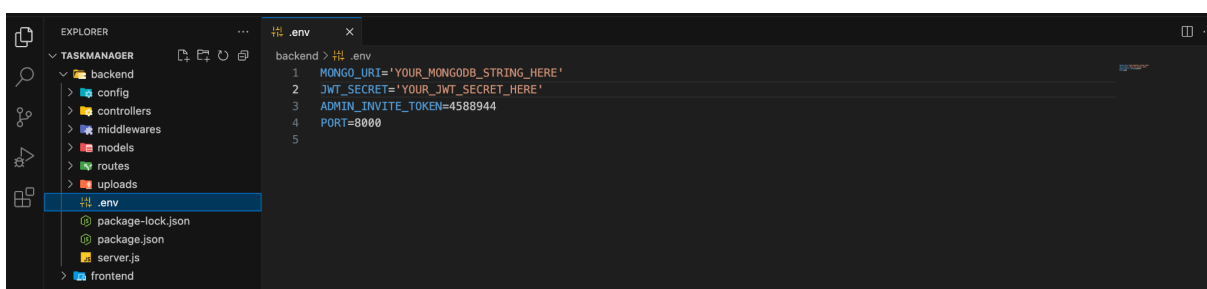 EXPLORER
TASKMANAGER
backend
config
controllers
middlewares
models
routes
uploads
.env
package-lock.json
package.json
server.js
frontend
.env
backend > .env
1 MONGO_URI='YOUR_MONGODB_STRING_HERE'
2 JWT_SECRET='YOUR_JWT_SECRET_HERE'
3 ADMIN_INVITE_TOKEN=4588944
4 PORT=8000
5